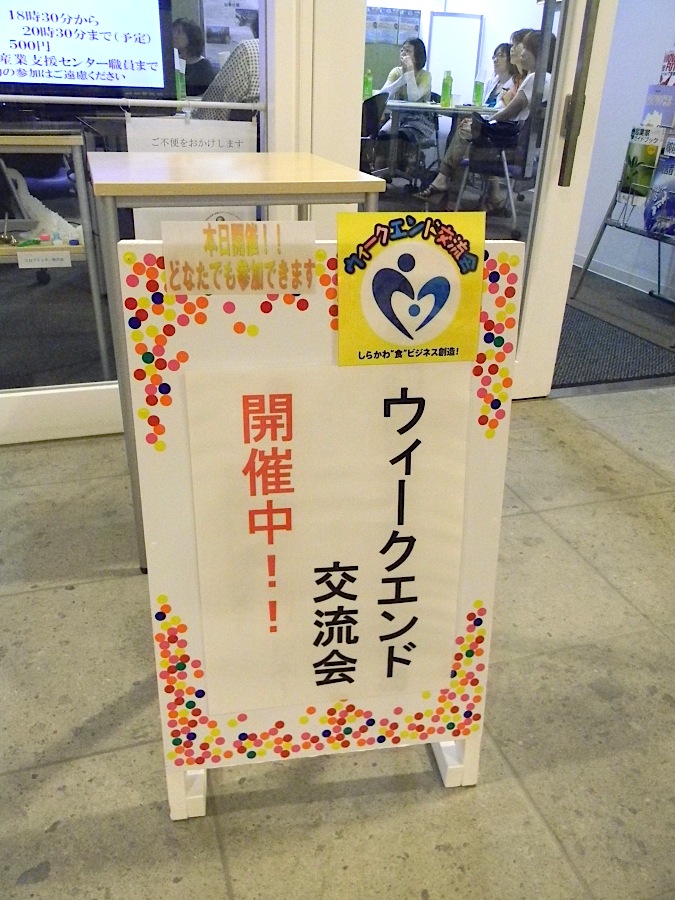 18時30分から
20時30分まで(予定)
500円
産業支援センター職員まで
の参加はご遠慮ください
ご不便をおかけします
本日開催!!
どなたでも参加できます
ウィークエンド交流会
しらかわ"食"ビジネス創造!
ウィークエンド
交流会
開催中!!